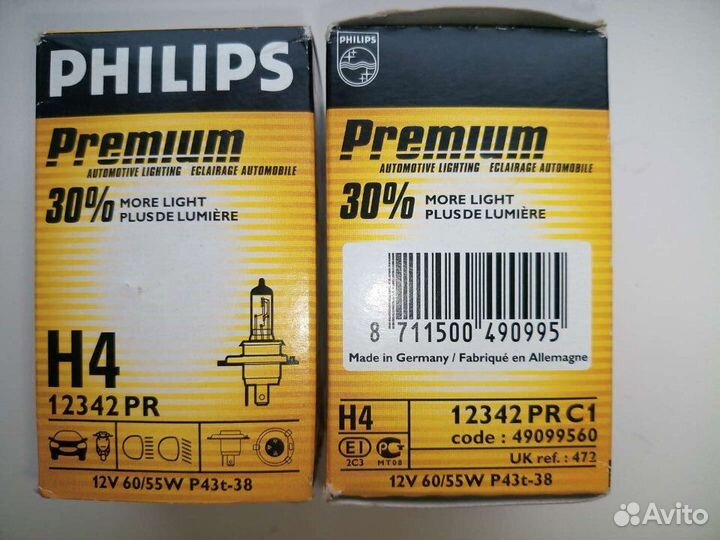 PHILIPS
Premium
AUTOMOTIVE LIGHTING ECLAIRAGE AUTOMOBILE
30% MORE LIGHT
PLUS DE LUMIÈRE
H4
12342 PR
12V 60/55W P43t-38
PHILIPS
Premium
AUTOMOTIVE LIGHTING ECLAIRAGE AUTOMOBILE
30% MORE LIGHT
PLUS DE LUMIÈRE
8 711500 490995
Made in Germany / Fabriqué en Allemagne
H4 12342 PR C1
code : 49099560
E1 PCT
2C3 MT08
UK ref. : 472
12V 60/55W P43t-38
Avito